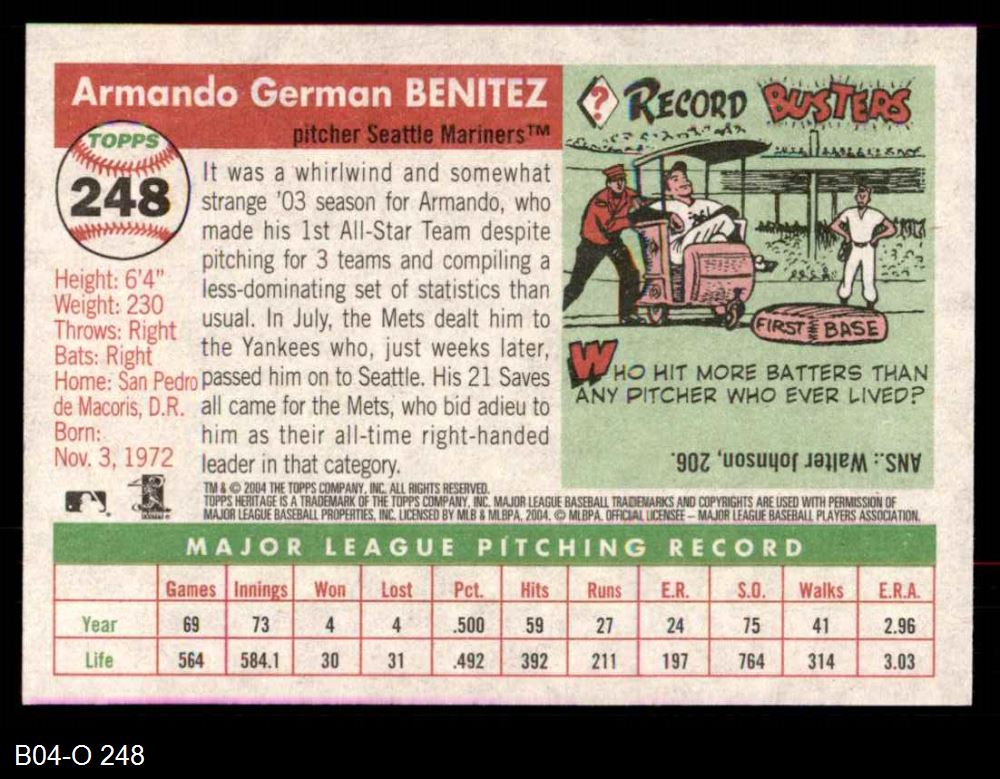 Armando German BENITEZ
pitcher Seattle Mariners™
TOPPS
248
Height: 6'4"
Weight: 230
Throws: Right
Bats: Right
Home: San Pedro
de Macoris, D.R.
Born:
Nov. 3, 1972
It was a whirlwind and somewhat
strange '03 season for Armando, who
made his 1st All-Star Team despite
pitching for 3 teams and compiling a
less-dominating set of statistics than
usual. In July, the Mets dealt him to
the Yankees who, just weeks later,
passed him on to Seattle. His 21 Saves
all came for the Mets, who bid adieu to
him as their all-time right-handed
leader in that category.
? RECORD BUSTERS
FIRST BASE
WHO HIT MORE BATTERS THAN
ANY PITCHER WHO EVER LIVED?
ANS.: Walter Johnson, 206.
TM & © 2004 THE TOPPS COMPANY, INC. ALL RIGHTS RESERVED.
TOPPS HERITAGE IS A TRADEMARK OF THE TOPPS COMPANY, INC. MAJOR LEAGUE BASEBALL TRADEMARKS AND COPYRIGHTS ARE USED WITH PERMISSION OF
MAJOR LEAGUE BASEBALL PROPERTIES, INC. LICENSED BY MLB & MLBPA, 2004. © MLBPA. OFFICIAL LICENSEE – MAJOR LEAGUE BASEBALL PLAYERS ASSOCIATION.
MAJOR LEAGUE PITCHING RECORD
Games Innings Won Lost Pct. Hits Runs E.R. S.O. Walks E.R.A.
Year 69 73 4 4 .500 59 27 24 75 41 2.96
Life 564 584.1 30 31 .492 392 211 197 764 314 3.03
B04-O 248